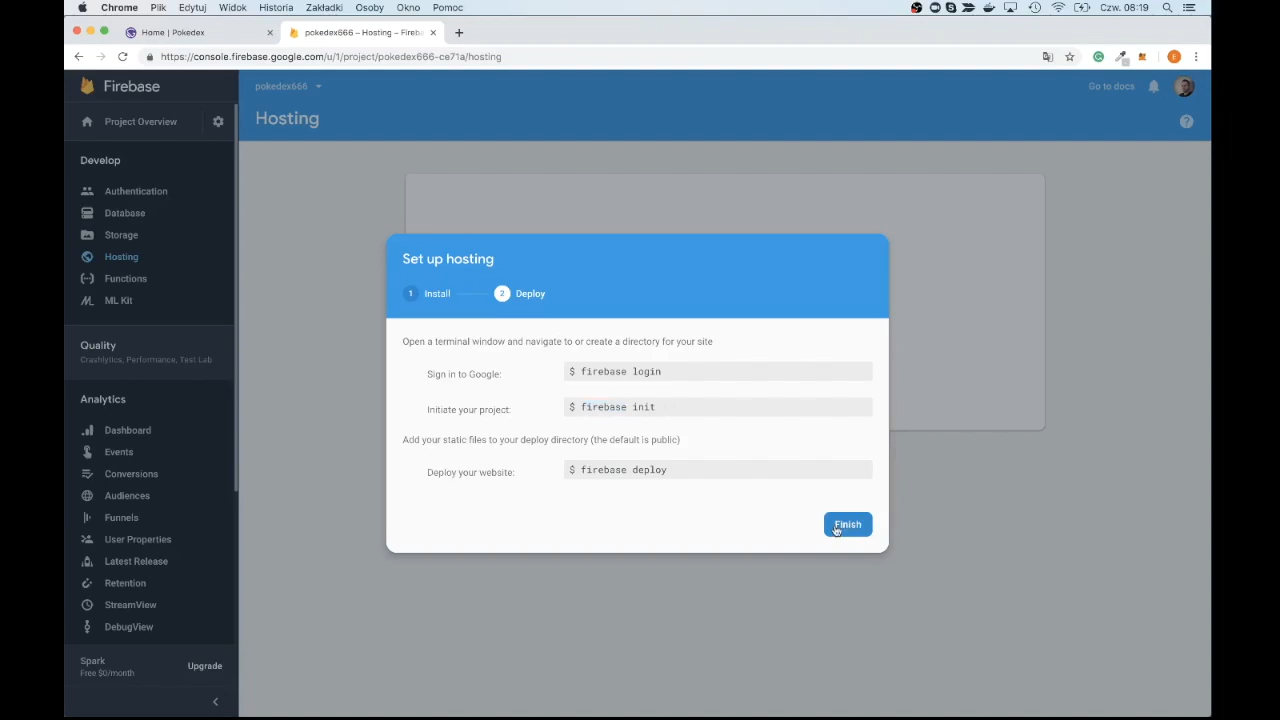 Chrome Plik Edytuj Widok Historia Zakładki Osoby Okno Pomoc Czw. 08:19
Home | Pokedex pokedex666 – Hosting – Fireb
https://console.firebase.google.com/u/1/project/pokedex666-ce71a/hosting
Firebase
pokedex666
Go to docs
Project Overview
Hosting
Develop
Authentication
Database
Storage
Hosting
Functions
ML Kit
Quality
Crashlytics, Performance, Test Lab
Analytics
Dashboard
Events
Conversions
Audiences
Funnels
User Properties
Latest Release
Retention
StreamView
DebugView
Spark
Free $0/month
Upgrade
Set up hosting
1 Install 2 Deploy
Open a terminal window and navigate to or create a directory for your site
Sign in to Google: $ firebase login
Initiate your project: $ firebase init
Add your static files to your deploy directory (the default is public)
Deploy your website: $ firebase deploy
Finish